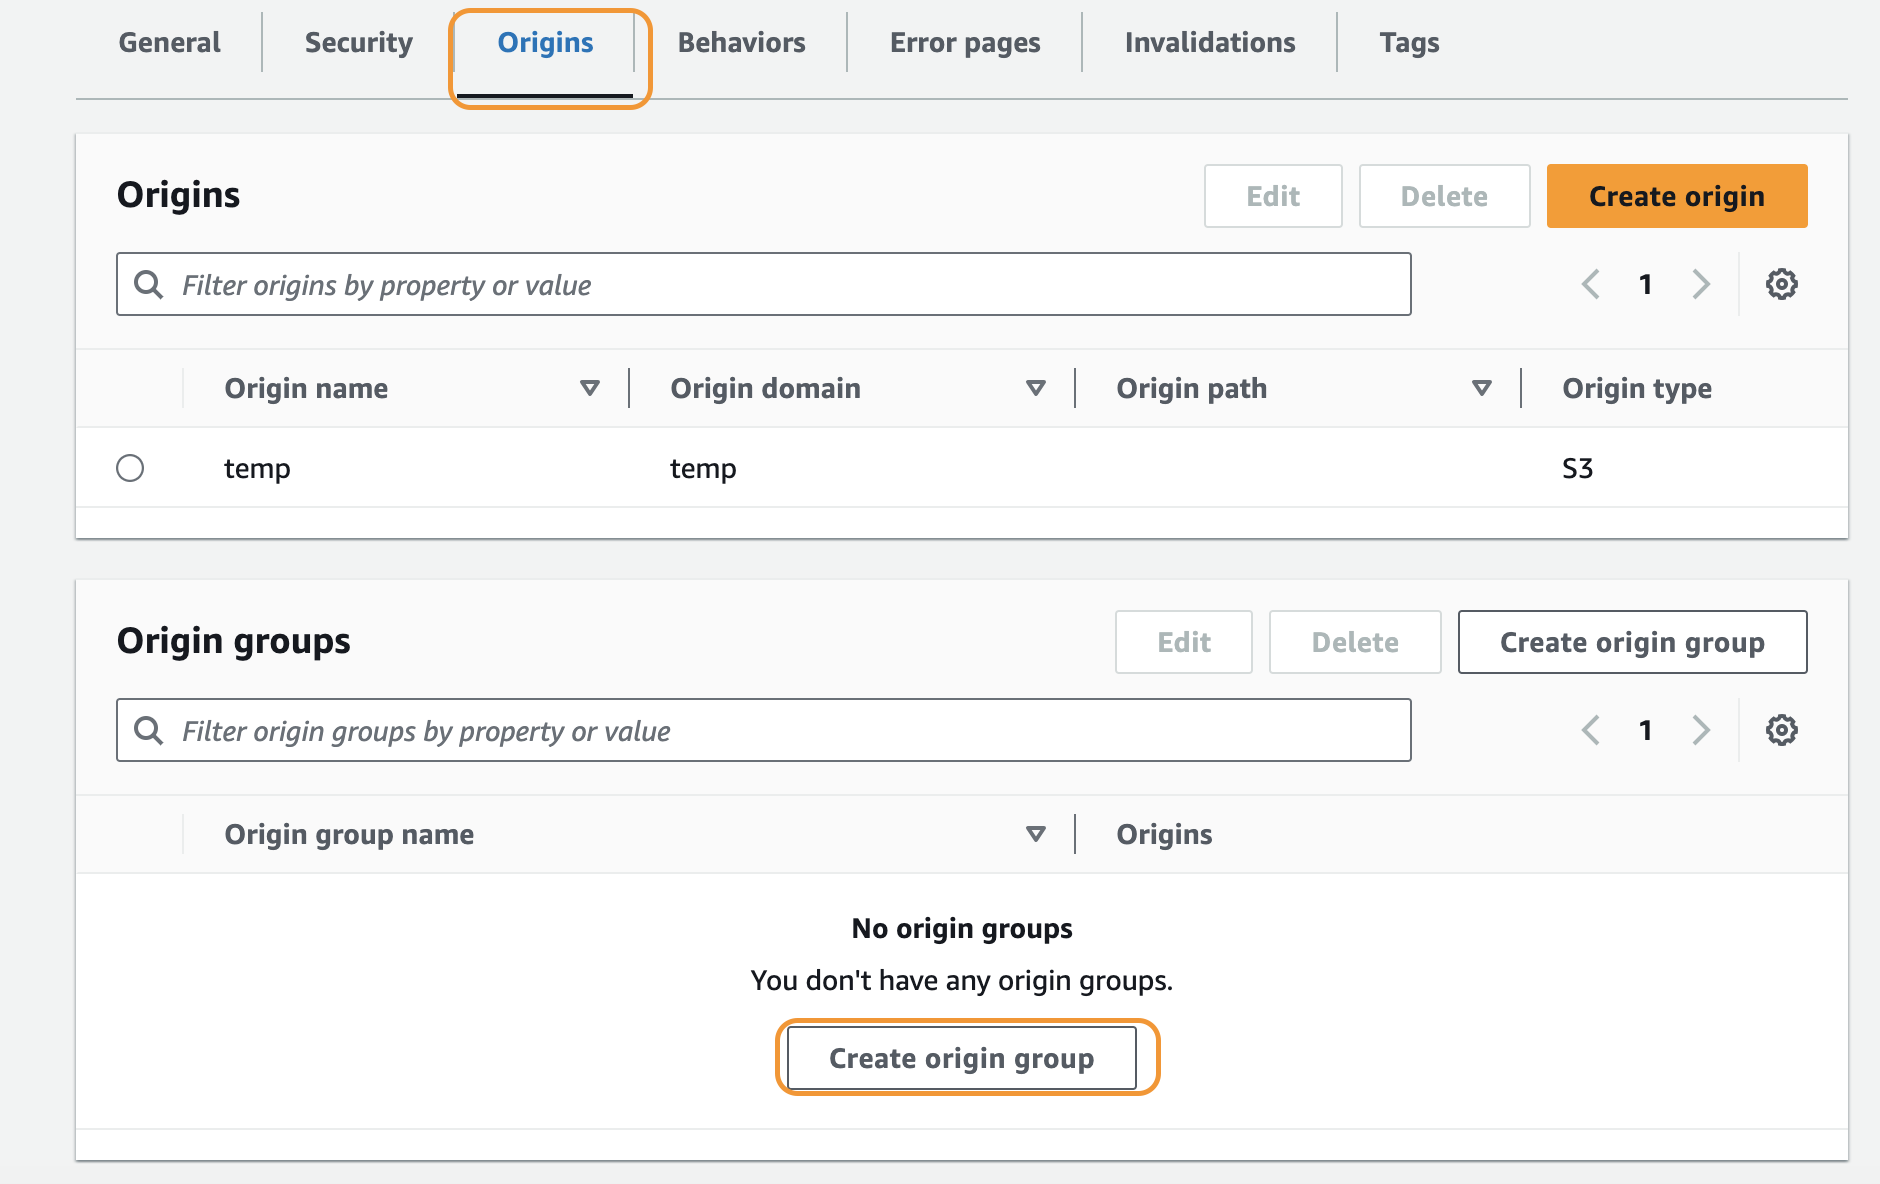 General Security Origins Behaviors Error pages Invalidations Tags
Origins Edit Delete Create origin
Filter origins by property or value 1
Origin name Origin domain Origin path Origin type
temp temp S3
Origin groups Edit Delete Create origin group
Filter origin groups by property or value 1
Origin group name Origins
No origin groups
You don't have any origin groups.
Create origin group